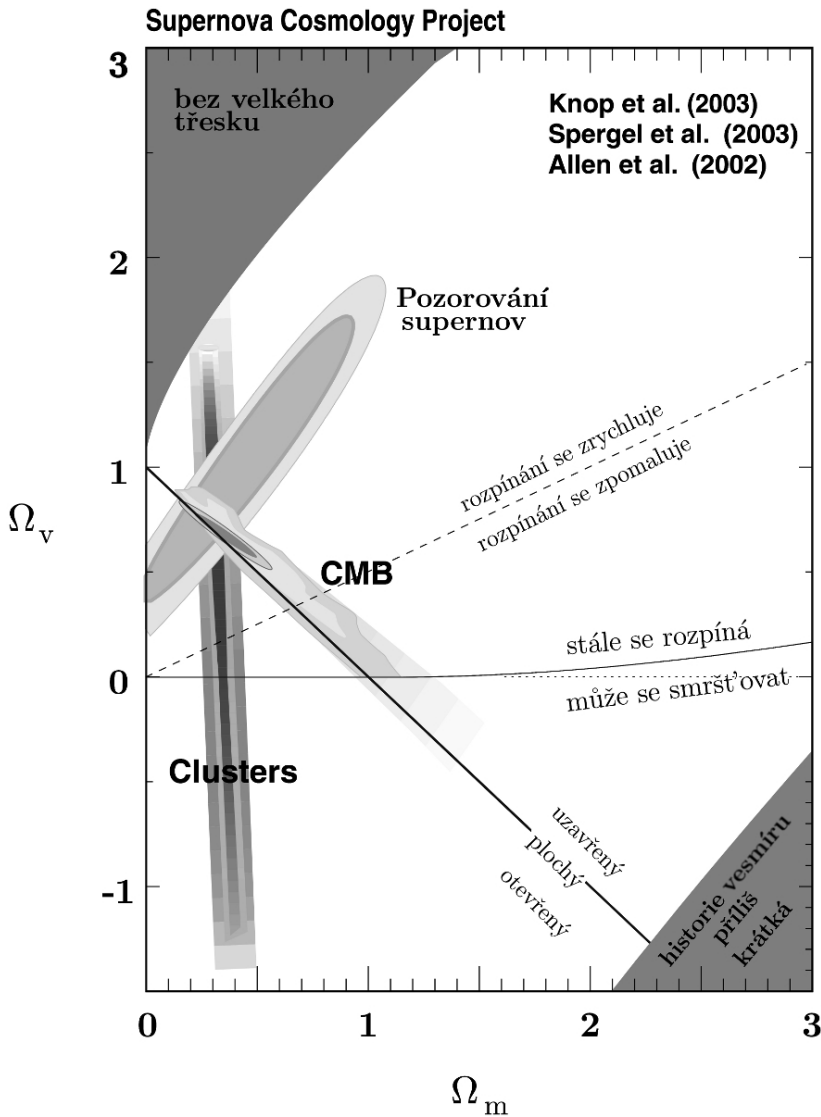 Supernova Cosmology Project
3
bez velkého
třesku
Knop et al. (2003)
Spergel et al. (2003)
Allen et al. (2002)
2
Pozorování
supernov
rozpínání se zrychluje
rozpínání se zpomaluje
1
Ω_v
CMB
stále se rozpíná
0
může se smršťovat
Clusters
uzavřený
plochý
otevřený
-1
historie vesmíru
příliš
krátká
0 1 2 3
Ω_m